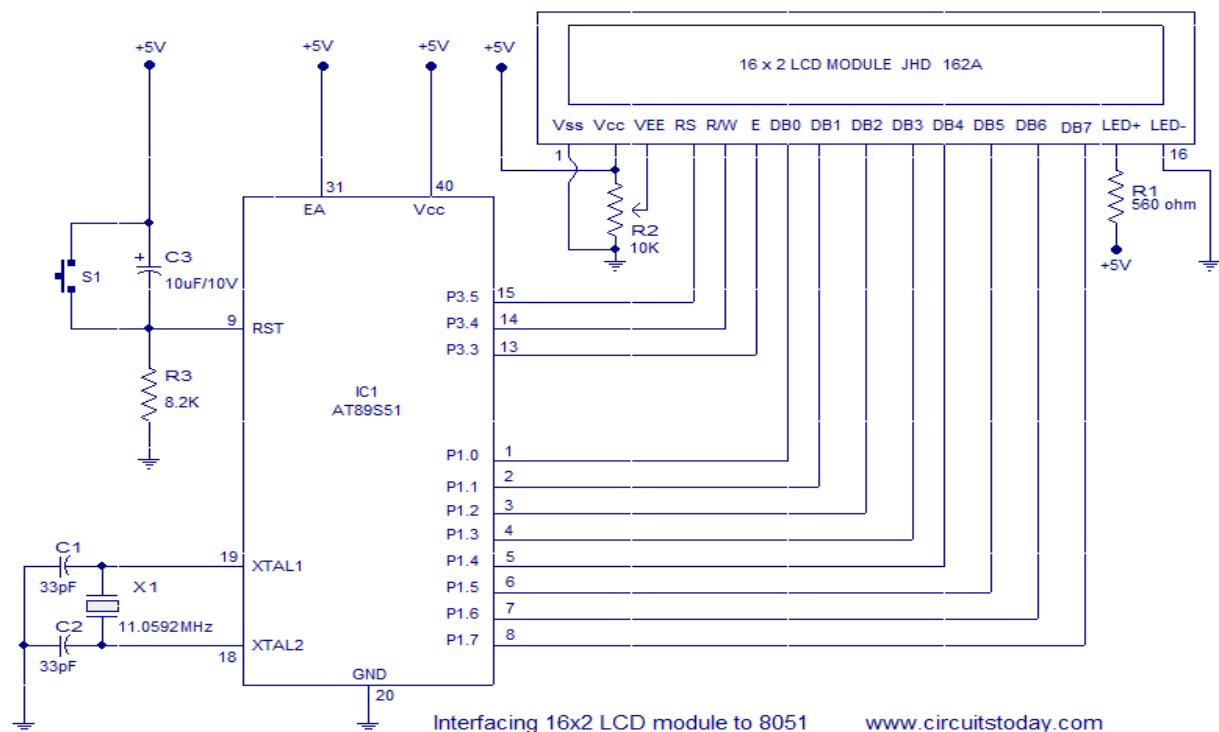 +5V
+5V
+5V
+5V
16 x 2 LCD MODULE JHD 162A
Vss Vcc VEE RS R/W E DB0 DB1 DB2 DB3 DB4 DB5 DB6 DB7 LED+ LED-
1
16
31
40
EA
Vcc
R1
560 ohm
R2
10K
+5V
C3
10uF/10V
S1
+
P3.5
15
P3.4
14
P3.3
13
9
RST
R3
8.2K
IC1
AT89S51
P1.0
1
P1.1
2
P1.2
3
P1.3
4
P1.4
5
P1.5
6
P1.6
7
P1.7
8
C1
33pF
19
XTAL1
X1
11.0592MHz
C2
33pF
18
XTAL2
GND
20
Interfacing 16x2 LCD module to 8051
www.circuitstoday.com